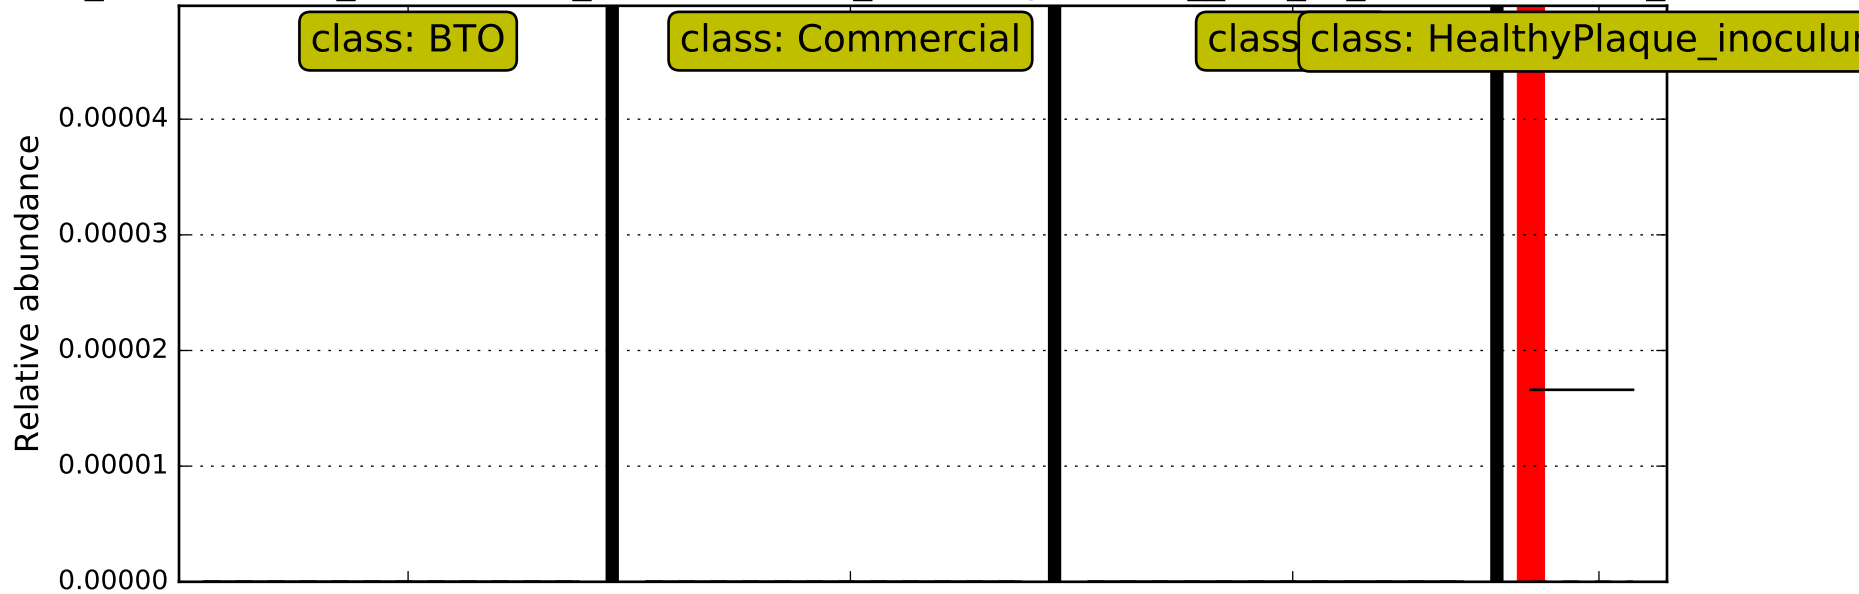 class: BTO
class: Commercial
class
class: HealthyPlaque_inoculu
0.00004
0.00003
0.00002
0.00001
0.00000
Relative abundance